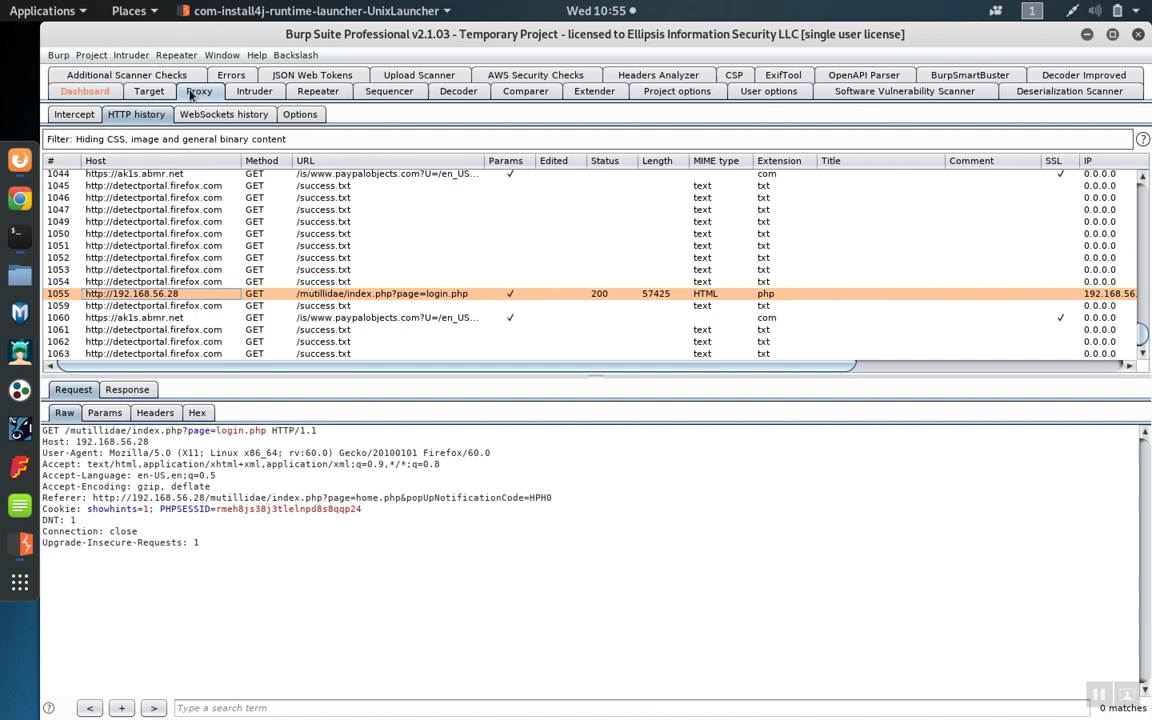 Applications Places com-install4j-runtime-launcher-UnixLauncher Wed 10:55 1
Burp Suite Professional v2.1.03 - Temporary Project - licensed to Ellipsis Information Security LLC [single user license]
Burp Project Intruder Repeater Window Help Backslash
Additional Scanner Checks Errors JSON Web Tokens Upload Scanner AWS Security Checks Headers Analyzer CSP ExifTool OpenAPI Parser BurpSmartBuster Decoder Improved
Dashboard Target Proxy Intruder Repeater Sequencer Decoder Comparer Extender Project options User options Software Vulnerability Scanner Deserialization Scanner
Intercept HTTP history WebSockets history Options
Filter: Hiding CSS, image and general binary content ?
# Host Method URL Params Edited Status Length MIME type Extension Title Comment SSL IP
1044 https://ak1s.abmr.net GET /is/www.paypalobjects.com?U=/en_US... ✓ com ✓ 0.0.0.0
1045 http://detectportal.firefox.com GET /success.txt text txt 0.0.0.0
1046 http://detectportal.firefox.com GET /success.txt text txt 0.0.0.0
1047 http://detectportal.firefox.com GET /success.txt text txt 0.0.0.0
1049 http://detectportal.firefox.com GET /success.txt text txt 0.0.0.0
1050 http://detectportal.firefox.com GET /success.txt text txt 0.0.0.0
1051 http://detectportal.firefox.com GET /success.txt text txt 0.0.0.0
1052 http://detectportal.firefox.com GET /success.txt text txt 0.0.0.0
1053 http://detectportal.firefox.com GET /success.txt text txt 0.0.0.0
1054 http://detectportal.firefox.com GET /success.txt text txt 0.0.0.0
1055 http://192.168.56.28 GET /mutillidae/index.php?page=login.php ✓ 200 57425 HTML php 192.168.56.
1059 http://detectportal.firefox.com GET /success.txt text txt 0.0.0.0
1060 https://ak1s.abmr.net GET /is/www.paypalobjects.com?U=/en_US... ✓ com ✓ 0.0.0.0
1061 http://detectportal.firefox.com GET /success.txt text txt 0.0.0.0
1062 http://detectportal.firefox.com GET /success.txt text txt 0.0.0.0
1063 http://detectportal.firefox.com GET /success.txt text txt 0.0.0.0
Request Response
Raw Params Headers Hex
GET /mutillidae/index.php?page=login.php HTTP/1.1
Host: 192.168.56.28
User-Agent: Mozilla/5.0 (X11; Linux x86_64; rv:60.0) Gecko/20100101 Firefox/60.0
Accept: text/html,application/xhtml+xml,application/xml;q=0.9,*/*;q=0.8
Accept-Language: en-US,en;q=0.5
Accept-Encoding: gzip, deflate
Referer: http://192.168.56.28/mutillidae/index.php?page=home.php&popUpNotificationCode=HPH0
Cookie: showhints=1; PHPSESSID=rmeh8js38j3tlelnpd8s8qqp24
DNT: 1
Connection: close
Upgrade-Insecure-Requests: 1
? < + > Type a search term 0 matches